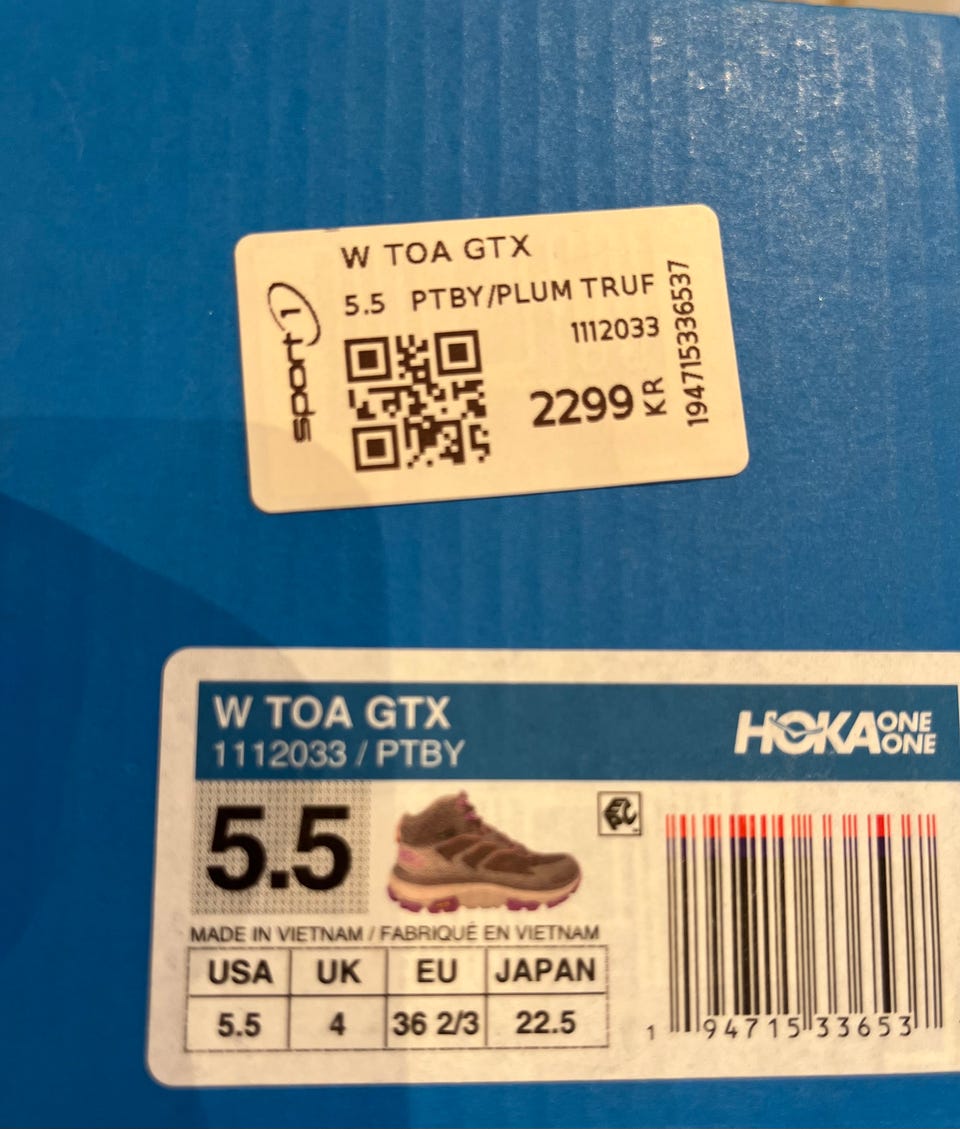 W TOA GTX
sport1
5.5 PTBY/PLUM TRUF
1112033
2299 KR
194715336537
W TOA GTX
1112033 / PTBY
HOKA ONE ONE
5.5
MADE IN VIETNAM / FABRIQUÉ EN VIETNAM
USA UK EU JAPAN
5.5 4 36 2/3 22.5
1 94715 33653